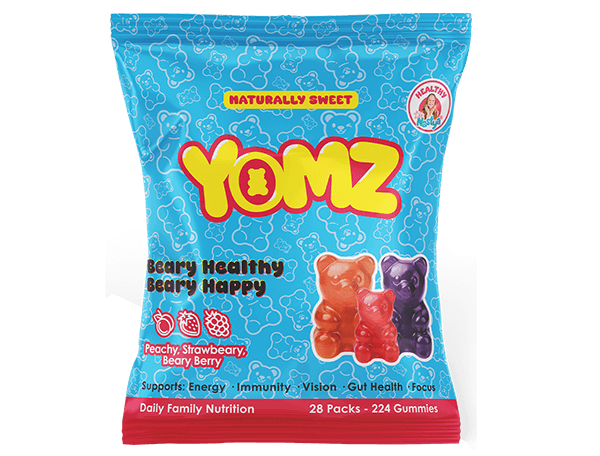 NATURALLY SWEET
HEALTHY
YOMZ
Beary Healthy
Beary Happy
Peachy, Strawbeary,
Beary Berry
Supports: Energy · Immunity · Vision · Gut Health · Focus
Daily Family Nutrition 28 Packs - 224 Gummies